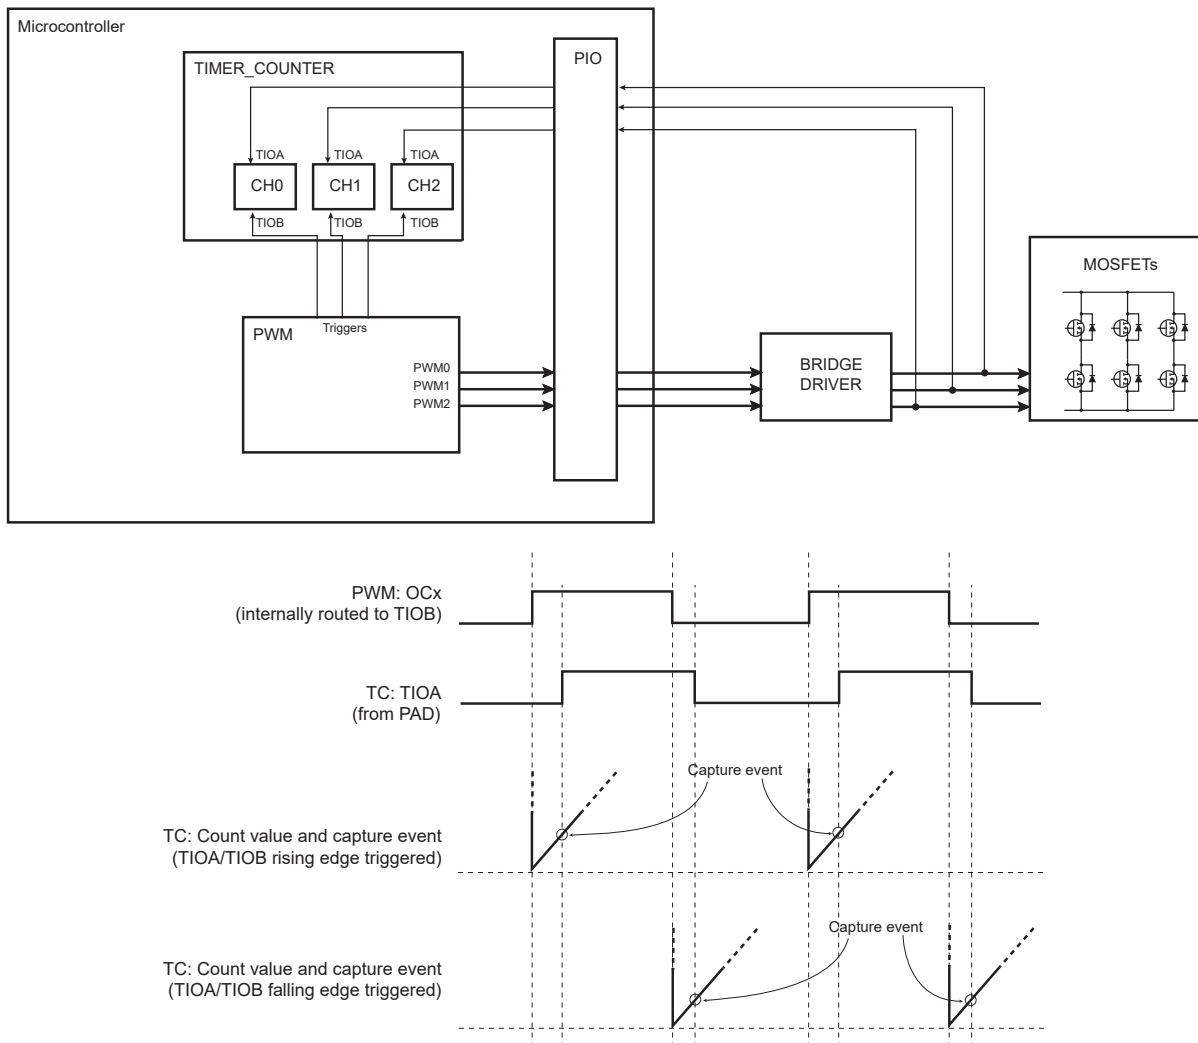 Microcontroller
PIO
TIMER_COUNTER
TIOA
TIOA
TIOA
CH0
CH1
CH2
TIOB
TIOB
TIOB
MOSFETs
Triggers
PWM
BRIDGE
DRIVER
PWM0
PWM1
PWM2
PWM: OCx
(internally routed to TIOB)
TC: TIOA
(from PAD)
Capture event
TC: Count value and capture event
(TIOA/TIOB rising edge triggered)
Capture event
TC: Count value and capture event
(TIOA/TIOB falling edge triggered)